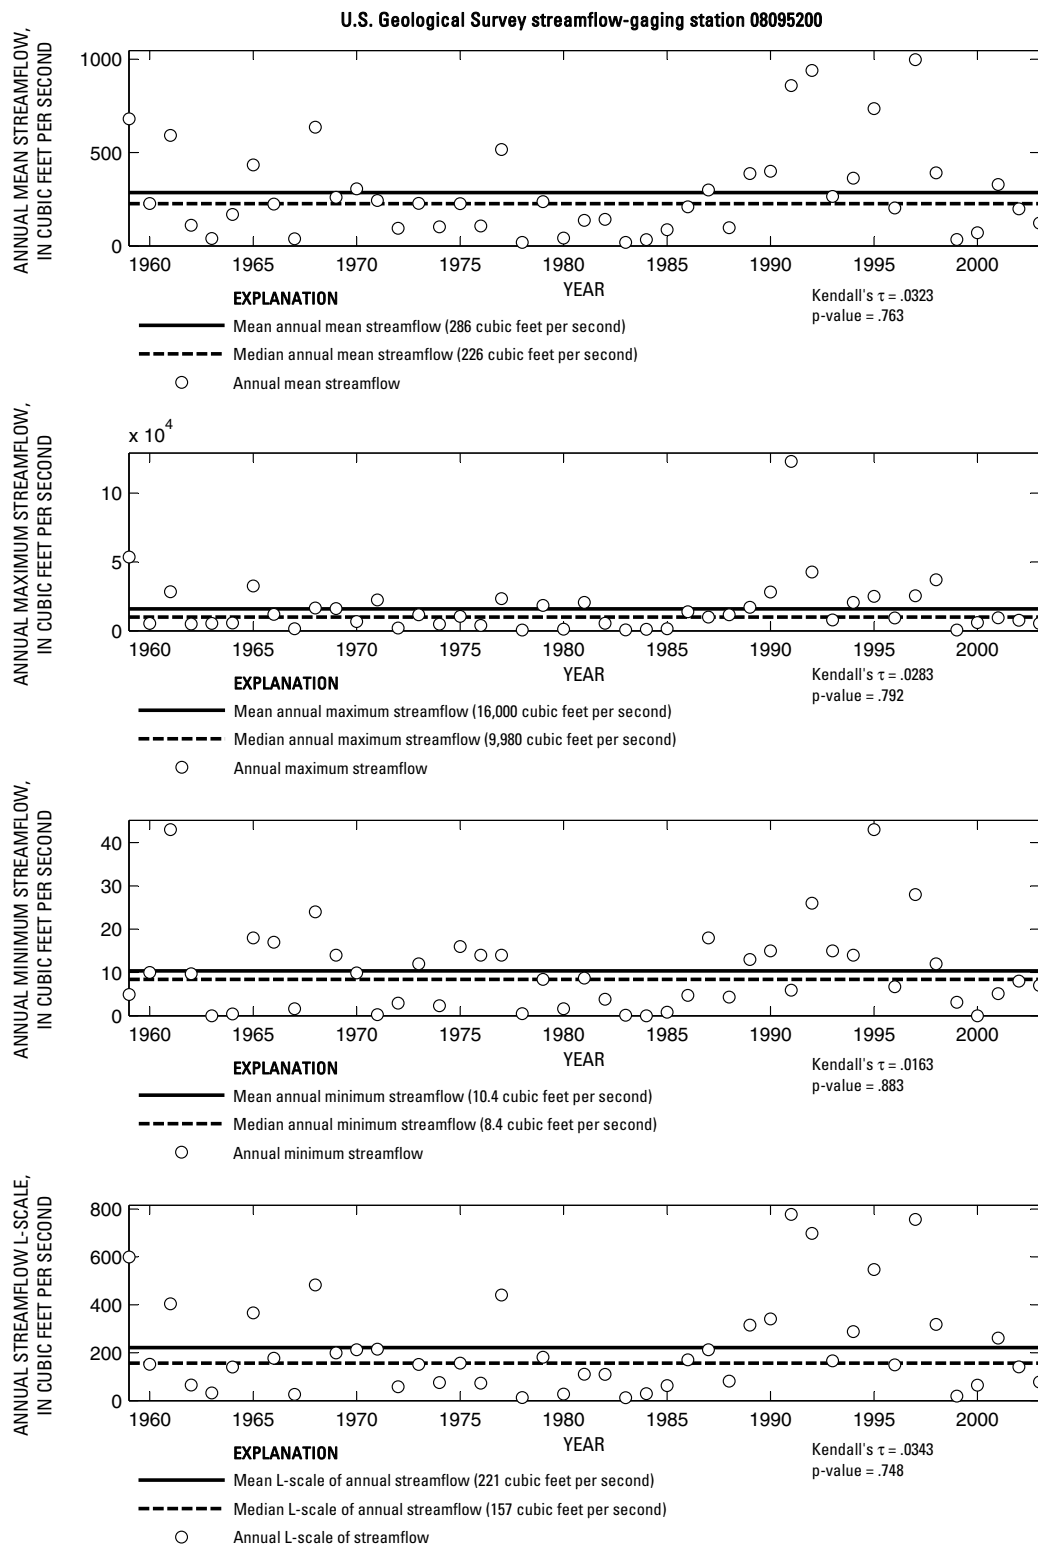 U.S. Geological Survey streamflow-gaging station 08095200
ANNUAL MEAN STREAMFLOW,
IN CUBIC FEET PER SECOND
1000
500
0
1960 1965 1970 1975 1980 1985 1990 1995 2000
YEAR
Kendall's τ = .0323
p-value = .763
EXPLANATION
Mean annual mean streamflow (286 cubic feet per second)
Median annual mean streamflow (226 cubic feet per second)
Annual mean streamflow
ANNUAL MAXIMUM STREAMFLOW,
IN CUBIC FEET PER SECOND
x 10⁴
10
5
0
1960 1965 1970 1975 1980 1985 1990 1995 2000
YEAR
Kendall's τ = .0283
p-value = .792
EXPLANATION
Mean annual maximum streamflow (16,000 cubic feet per second)
Median annual maximum streamflow (9,980 cubic feet per second)
Annual maximum streamflow
ANNUAL MINIMUM STREAMFLOW,
IN CUBIC FEET PER SECOND
40
30
20
10
0
1960 1965 1970 1975 1980 1985 1990 1995 2000
YEAR
Kendall's τ = .0163
p-value = .883
EXPLANATION
Mean annual minimum streamflow (10.4 cubic feet per second)
Median annual minimum streamflow (8.4 cubic feet per second)
Annual minimum streamflow
ANNUAL STREAMFLOW L-SCALE,
IN CUBIC FEET PER SECOND
800
600
400
200
0
1960 1965 1970 1975 1980 1985 1990 1995 2000
YEAR
Kendall's τ = .0343
p-value = .748
EXPLANATION
Mean L-scale of annual streamflow (221 cubic feet per second)
Median L-scale of annual streamflow (157 cubic feet per second)
Annual L-scale of streamflow